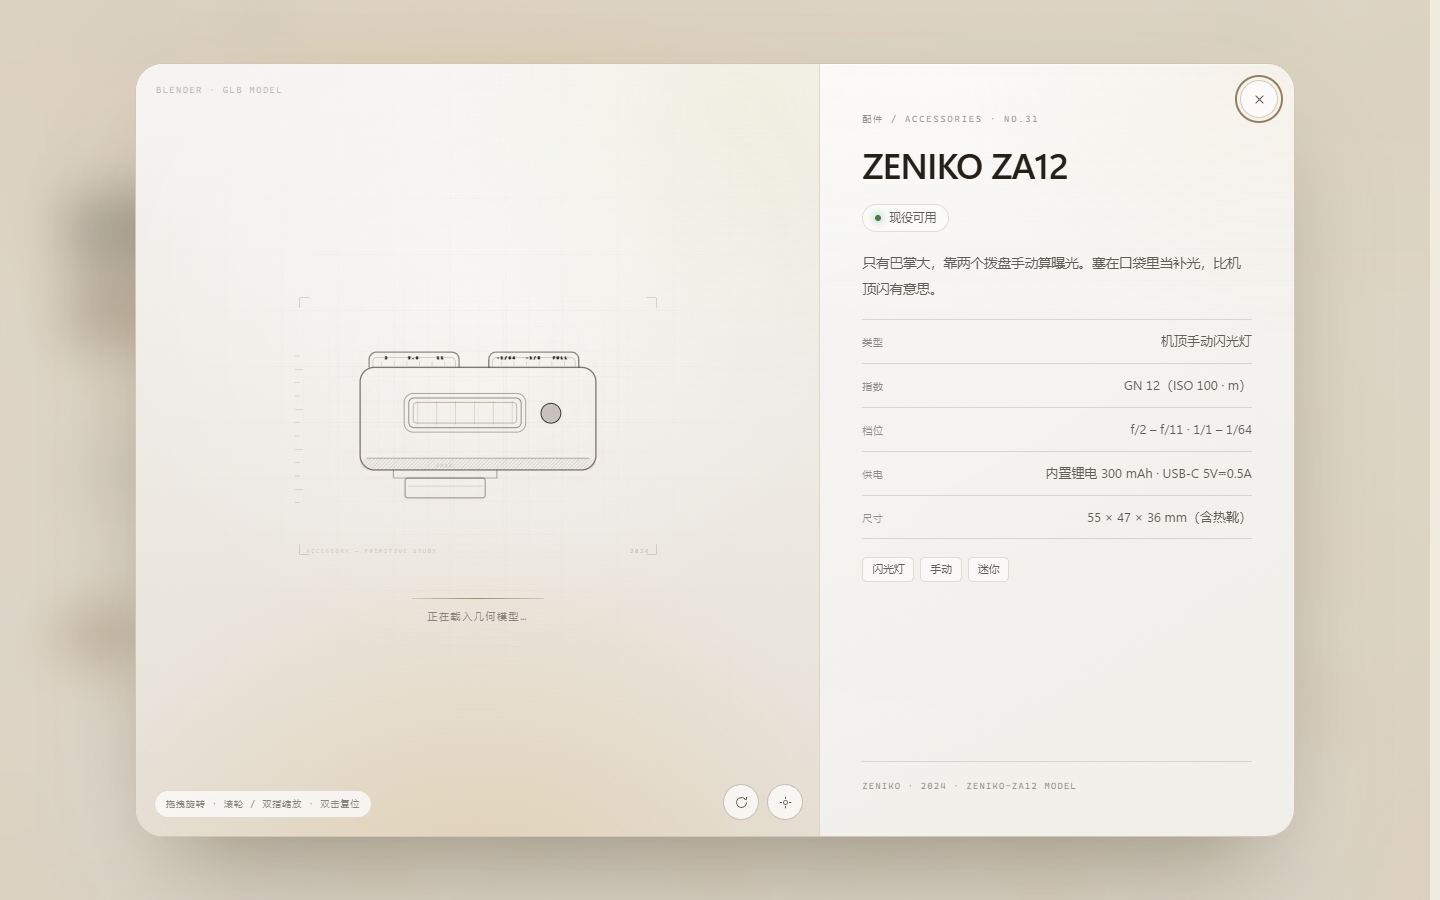 BLENDER · GLB MODEL
ACCESSORY — PRIMITIVE STUDY
2024
正在载入几何模型…
拖拽旋转 · 滚轮 / 双指缩放 · 双击复位
配件 / ACCESSORIES · NO.31
ZENIKO ZA12
现役可用
只有巴掌大，靠两个拨盘手动算曝光。塞在口袋里当补光，比机
顶闪有意思。
类型 机顶手动闪光灯
指数 GN 12（ISO 100 · m）
档位 f/2 – f/11 · 1/1 – 1/64
供电 内置锂电 300 mAh · USB-C 5V=0.5A
尺寸 55 × 47 × 36 mm（含热靴）
闪光灯 手动 迷你
ZENIKO · 2024 · ZENIKO-ZA12 MODEL